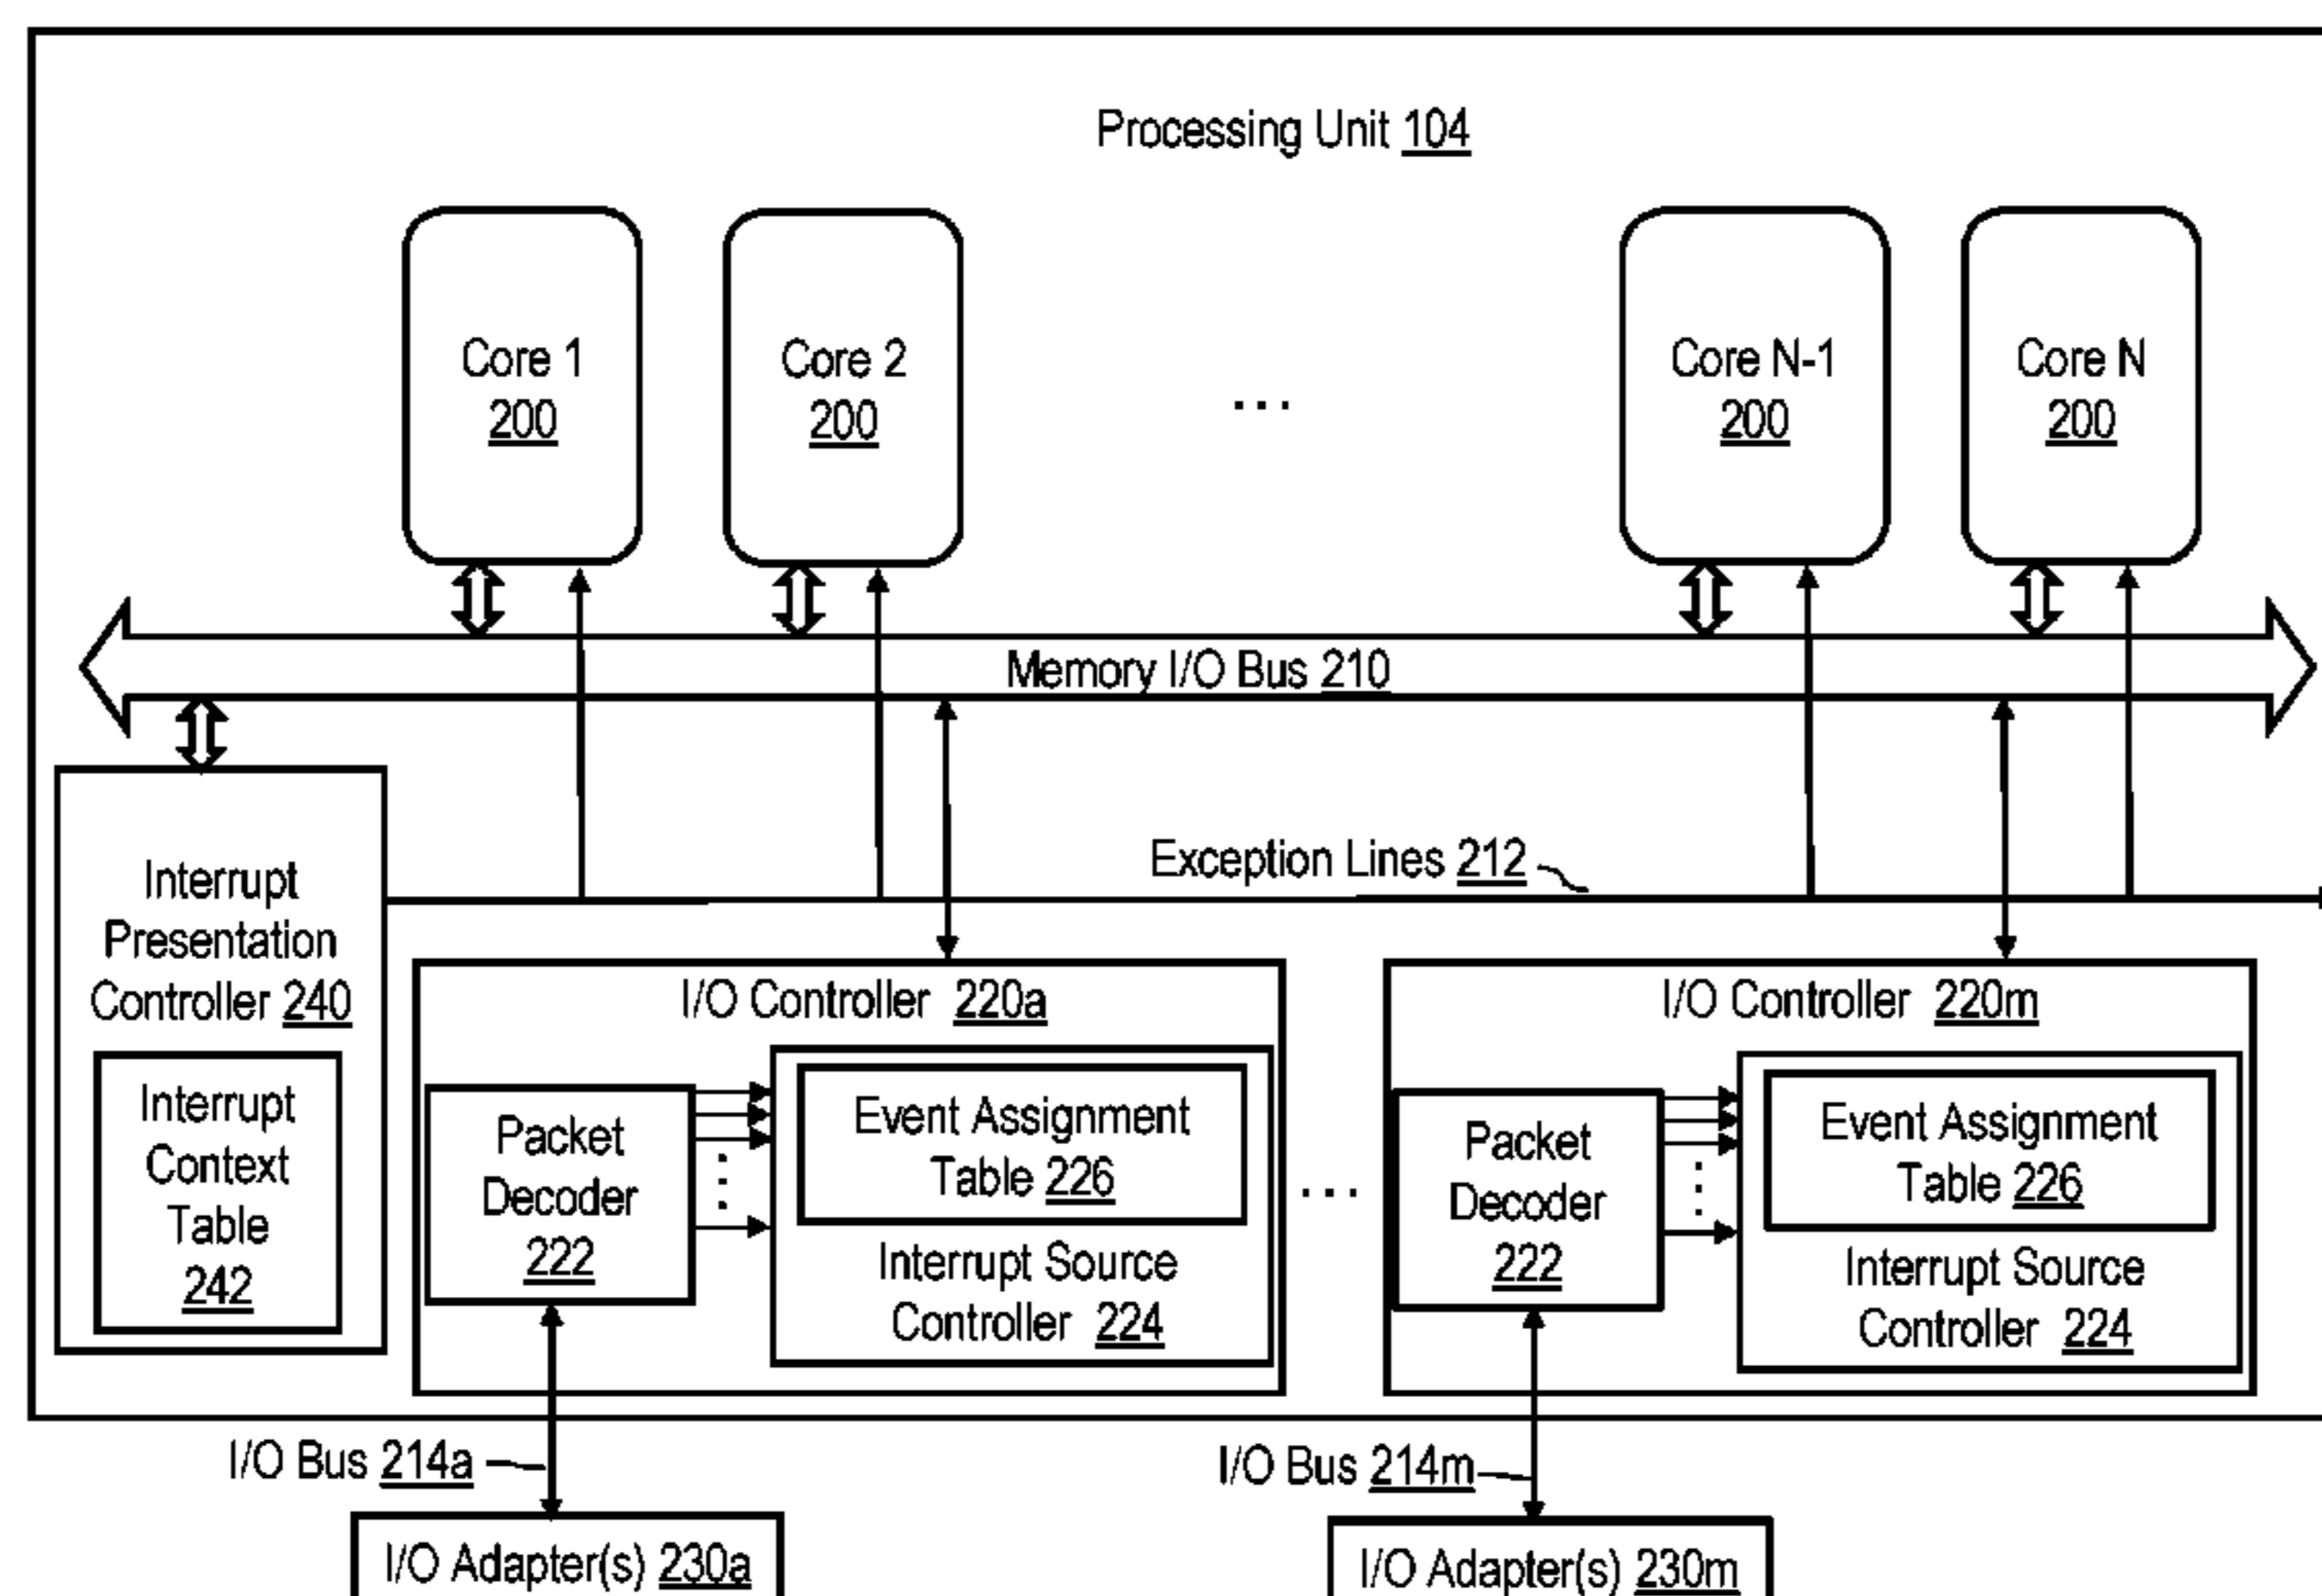 Processing Unit 104
Core 1
200
Core 2
200
...
Core N-1
200
Core N
200
Memory I/O Bus 210
Exception Lines 212
Interrupt
Presentation
Controller 240
Interrupt
Context
Table
242
I/O Controller 220a
Packet
Decoder
222
Event Assignment
Table 226
Interrupt Source
Controller 224
...
I/O Controller 220m
Packet
Decoder
222
Event Assignment
Table 226
Interrupt Source
Controller 224
I/O Bus 214a
I/O Bus 214m
I/O Adapter(s) 230a
I/O Adapter(s) 230m